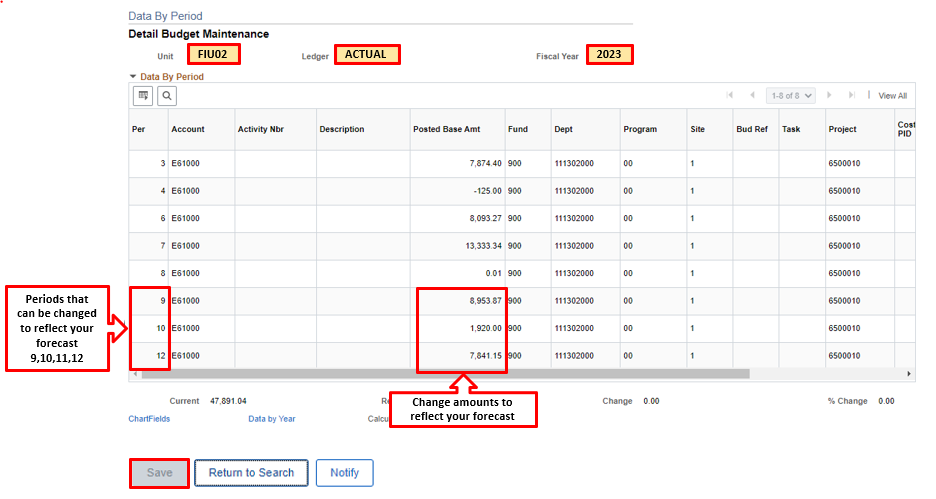 Data By Period
Detail Budget Maintenance
Unit FIU02 Ledger ACTUAL Fiscal Year 2023
Data By Period
1-8 of 8 View All
Per Account Activity Nbr Description Posted Base Amt Fund Dept Program Site Bud Ref Task Project Cost PID
3 E61000 7,874.40 900 111302000 00 1 6500010
4 E61000 -125.00 900 111302000 00 1 6500010
6 E61000 8,093.27 900 111302000 00 1 6500010
7 E61000 13,333.34 900 111302000 00 1 6500010
8 E61000 0.01 900 111302000 00 1 6500010
9 E61000 8,953.87 900 111302000 00 1 6500010
10 E61000 1,920.00 900 111302000 00 1 6500010
12 E61000 7,841.15 900 111302000 00 1 6500010
Periods that
can be changed
to reflect your
forecast
9,10,11,12
Change amounts to
reflect your forecast
Current 47,891.04 Change 0.00 % Change 0.00
ChartFields Data by Year
Save Return to Search Notify